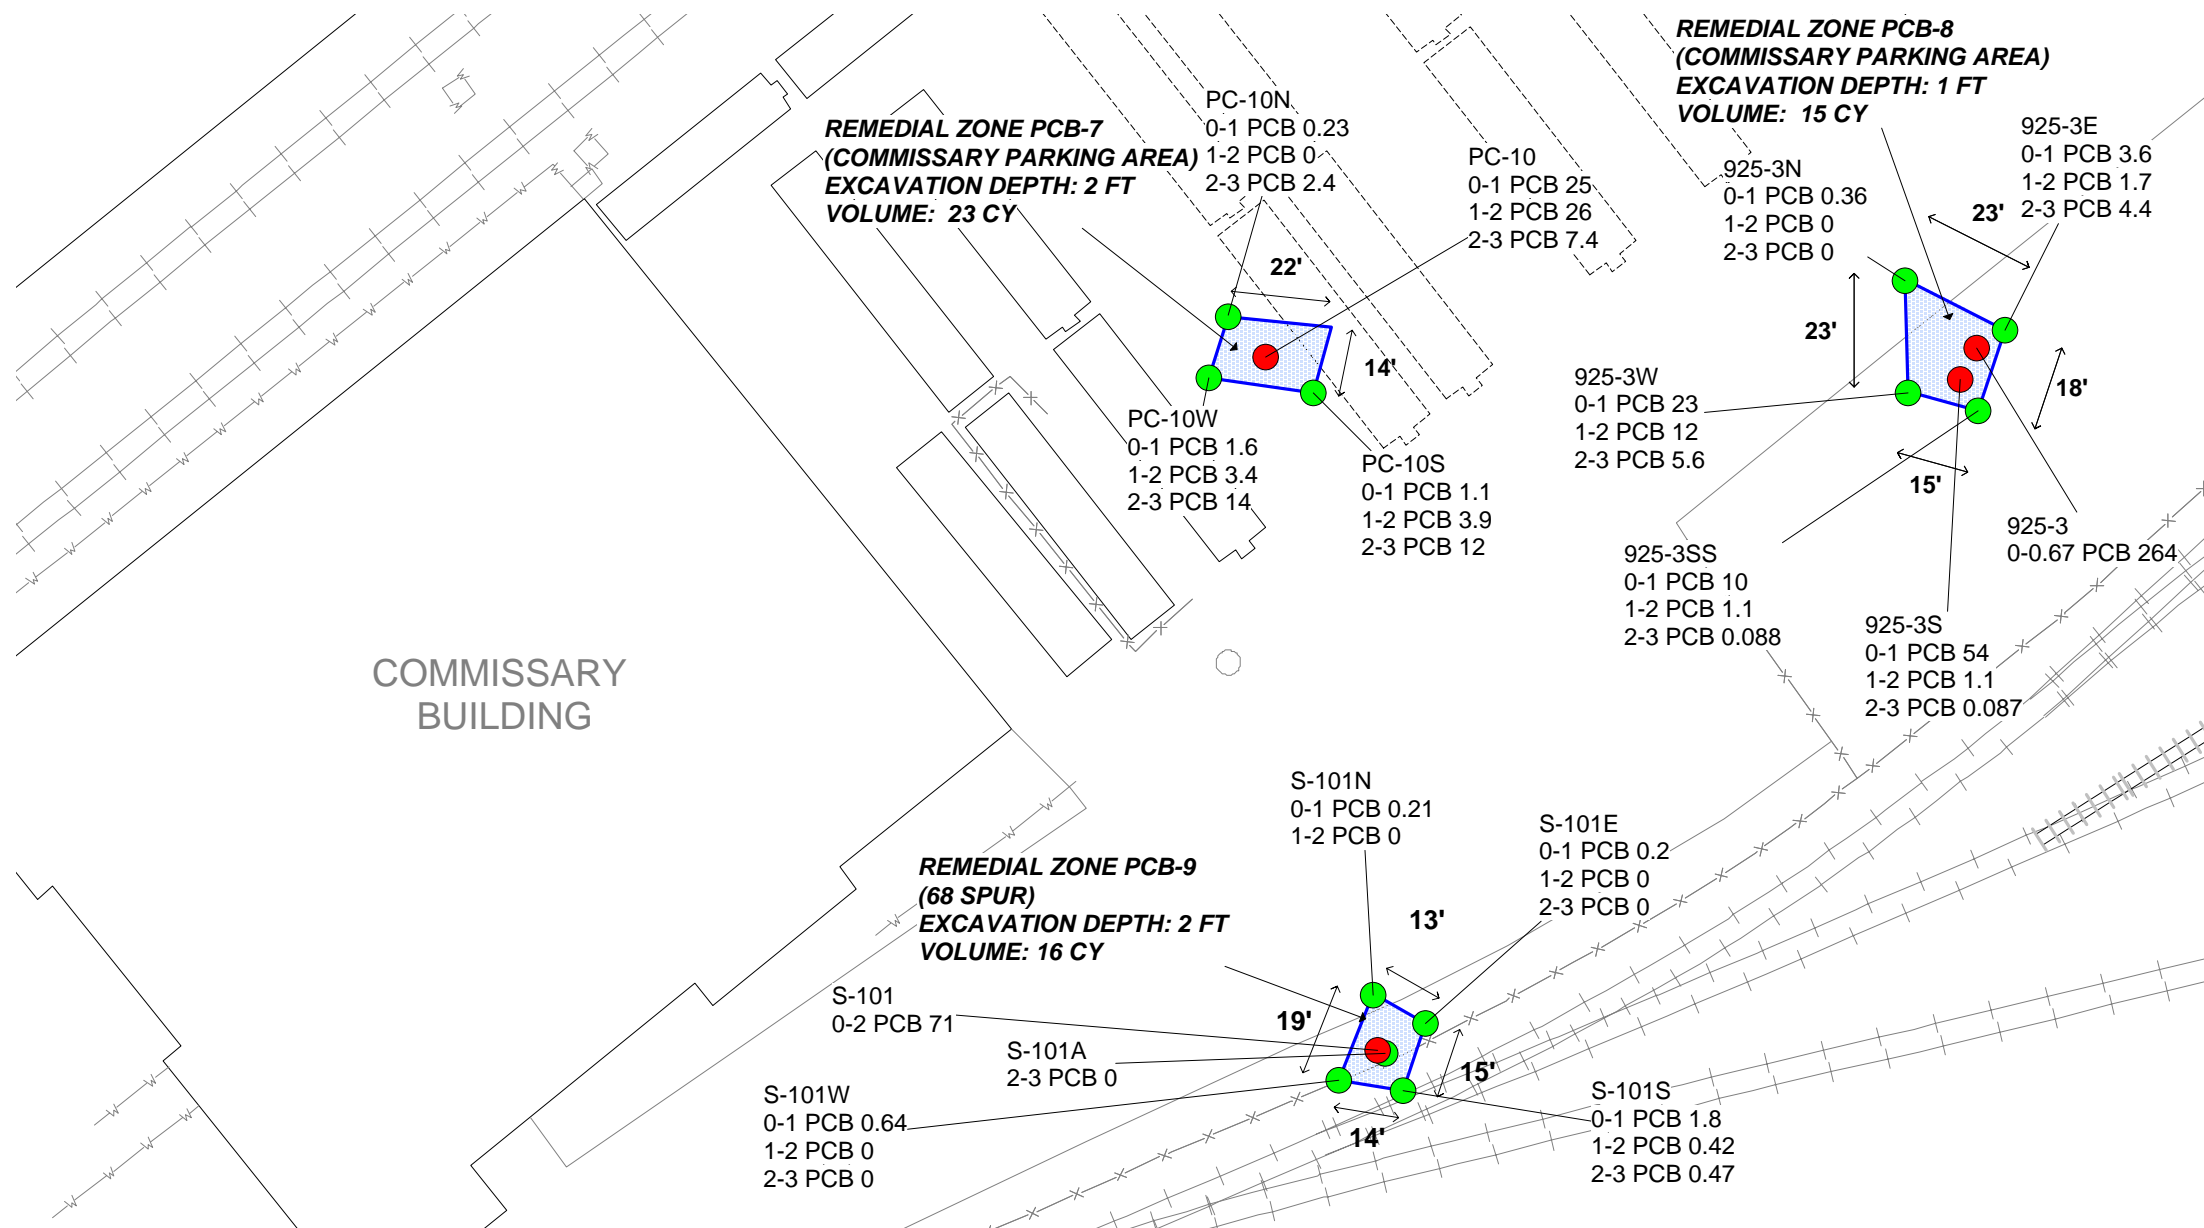 REMEDIAL ZONE PCB-7
(COMMISSARY PARKING AREA)
EXCAVATION DEPTH: 2 FT
VOLUME: 23 CY
PC-10N
0-1 PCB 0.23
1-2 PCB 0
2-3 PCB 2.4
PC-10
0-1 PCB 25
1-2 PCB 26
2-3 PCB 7.4
22'
14'
PC-10W
0-1 PCB 1.6
1-2 PCB 3.4
2-3 PCB 14
PC-10S
0-1 PCB 1.1
1-2 PCB 3.9
2-3 PCB 12
REMEDIAL ZONE PCB-8
(COMMISSARY PARKING AREA)
EXCAVATION DEPTH: 1 FT
VOLUME: 15 CY
925-3N
0-1 PCB 0.36
1-2 PCB 0
2-3 PCB 0
925-3E
0-1 PCB 3.6
1-2 PCB 1.7
2-3 PCB 4.4
23'
23'
18'
15'
925-3W
0-1 PCB 23
1-2 PCB 12
2-3 PCB 5.6
925-3SS
0-1 PCB 10
1-2 PCB 1.1
2-3 PCB 0.088
925-3
0-0.67 PCB 264
925-3S
0-1 PCB 54
1-2 PCB 1.1
2-3 PCB 0.087
COMMISSARY
BUILDING
REMEDIAL ZONE PCB-9
(68 SPUR)
EXCAVATION DEPTH: 2 FT
VOLUME: 16 CY
S-101N
0-1 PCB 0.21
1-2 PCB 0
S-101E
0-1 PCB 0.2
1-2 PCB 0
2-3 PCB 0
13'
19'
15'
14'
S-101
0-2 PCB 71
S-101A
2-3 PCB 0
S-101W
0-1 PCB 0.64
1-2 PCB 0
2-3 PCB 0
S-101S
0-1 PCB 1.8
1-2 PCB 0.42
2-3 PCB 0.47